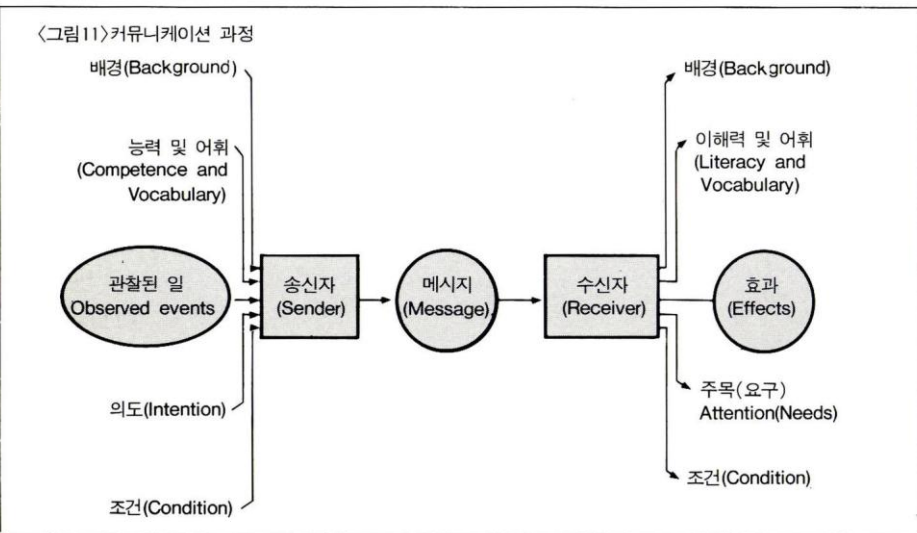 〈그림11〉커뮤니케이션 과정
배경(Background)
능력 및 어휘
(Competence and
Vocabulary)
관찰된 일
Observed events
의도(Intention)
조건(Condition)
송신자
(Sender)
메시지
(Message)
수신자
(Receiver)
배경(Background)
이해력 및 어휘
(Literacy and
Vocabulary)
효과
(Effects)
주목(요구)
Attention(Needs)
조건(Condition)